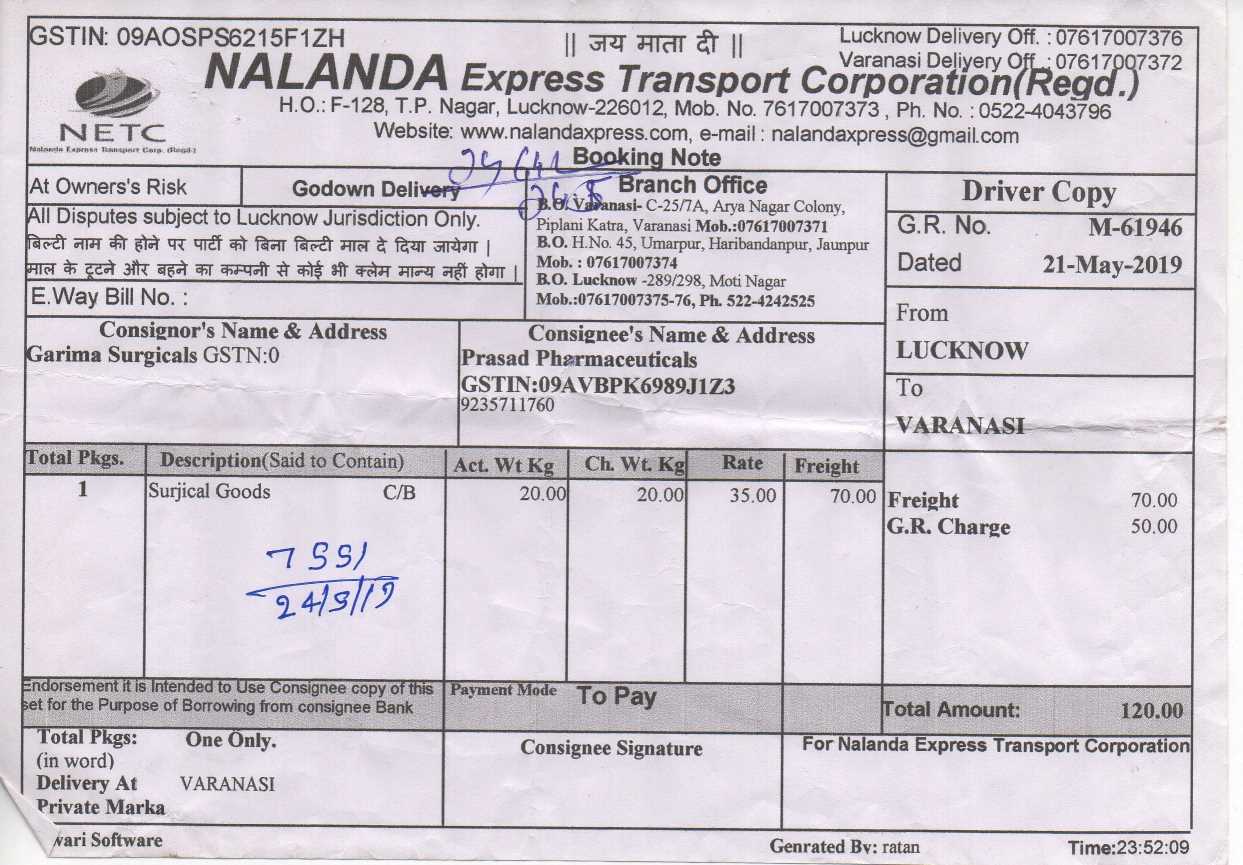 GSTIN: 09AOSPS6215F1ZH
|| जय माता दी ||
Lucknow Delivery Off. : 07617007376
Varanasi Delivery Off. : 07617007372
NALANDA Express Transport Corporation(Regd.)
NETC
Nalanda Express Transport Corp. (Regd.)
H.O.: F-128, T.P. Nagar, Lucknow-226012, Mob. No. 7617007373 , Ph. No. : 0522-4043796
Website: www.nalandaxpress.com, e-mail : nalandaxpress@gmail.com
Booking Note
At Owners's Risk
Godown Delivery
All Disputes subject to Lucknow Jurisdiction Only.
बिल्टी नाम की होने पर पार्टी को बिना बिल्टी माल दे दिया जायेगा |
माल के टूटने और बहने का कम्पनी से कोई भी क्लेम मान्य नहीं होगा |
E.Way Bill No. :
Branch Office
B.O. Varanasi- C-25/7A, Arya Nagar Colony,
Piplani Katra, Varanasi Mob.:07617007371
B.O. H.No. 45, Umarpur, Haribandanpur, Jaunpur
Mob. : 07617007374
B.O. Lucknow -289/298, Moti Nagar
Mob.:07617007375-76, Ph. 522-4242525
Driver Copy
G.R. No. M-61946
Dated 21-May-2019
From
LUCKNOW
To
VARANASI
Consignor's Name & Address
Garima Surgicals GSTN:0
Consignee's Name & Address
Prasad Pharmaceuticals
GSTIN:09AVBPK6989J1Z3
9235711760
Total Pkgs. Description(Said to Contain) Act. Wt Kg Ch. Wt. Kg Rate Freight
1 Surjical Goods C/B 20.00 20.00 35.00 70.00
Freight 70.00
G.R. Charge 50.00
24/5/19
Endorsement it is Intended to Use Consignee copy of this
set for the Purpose of Borrowing from consignee Bank
Payment Mode To Pay
Total Amount: 120.00
Total Pkgs: One Only.
(in word)
Delivery At VARANASI
Private Marka
Consignee Signature
For Nalanda Express Transport Corporation
wari Software
Genrated By: ratan
Time:23:52:09